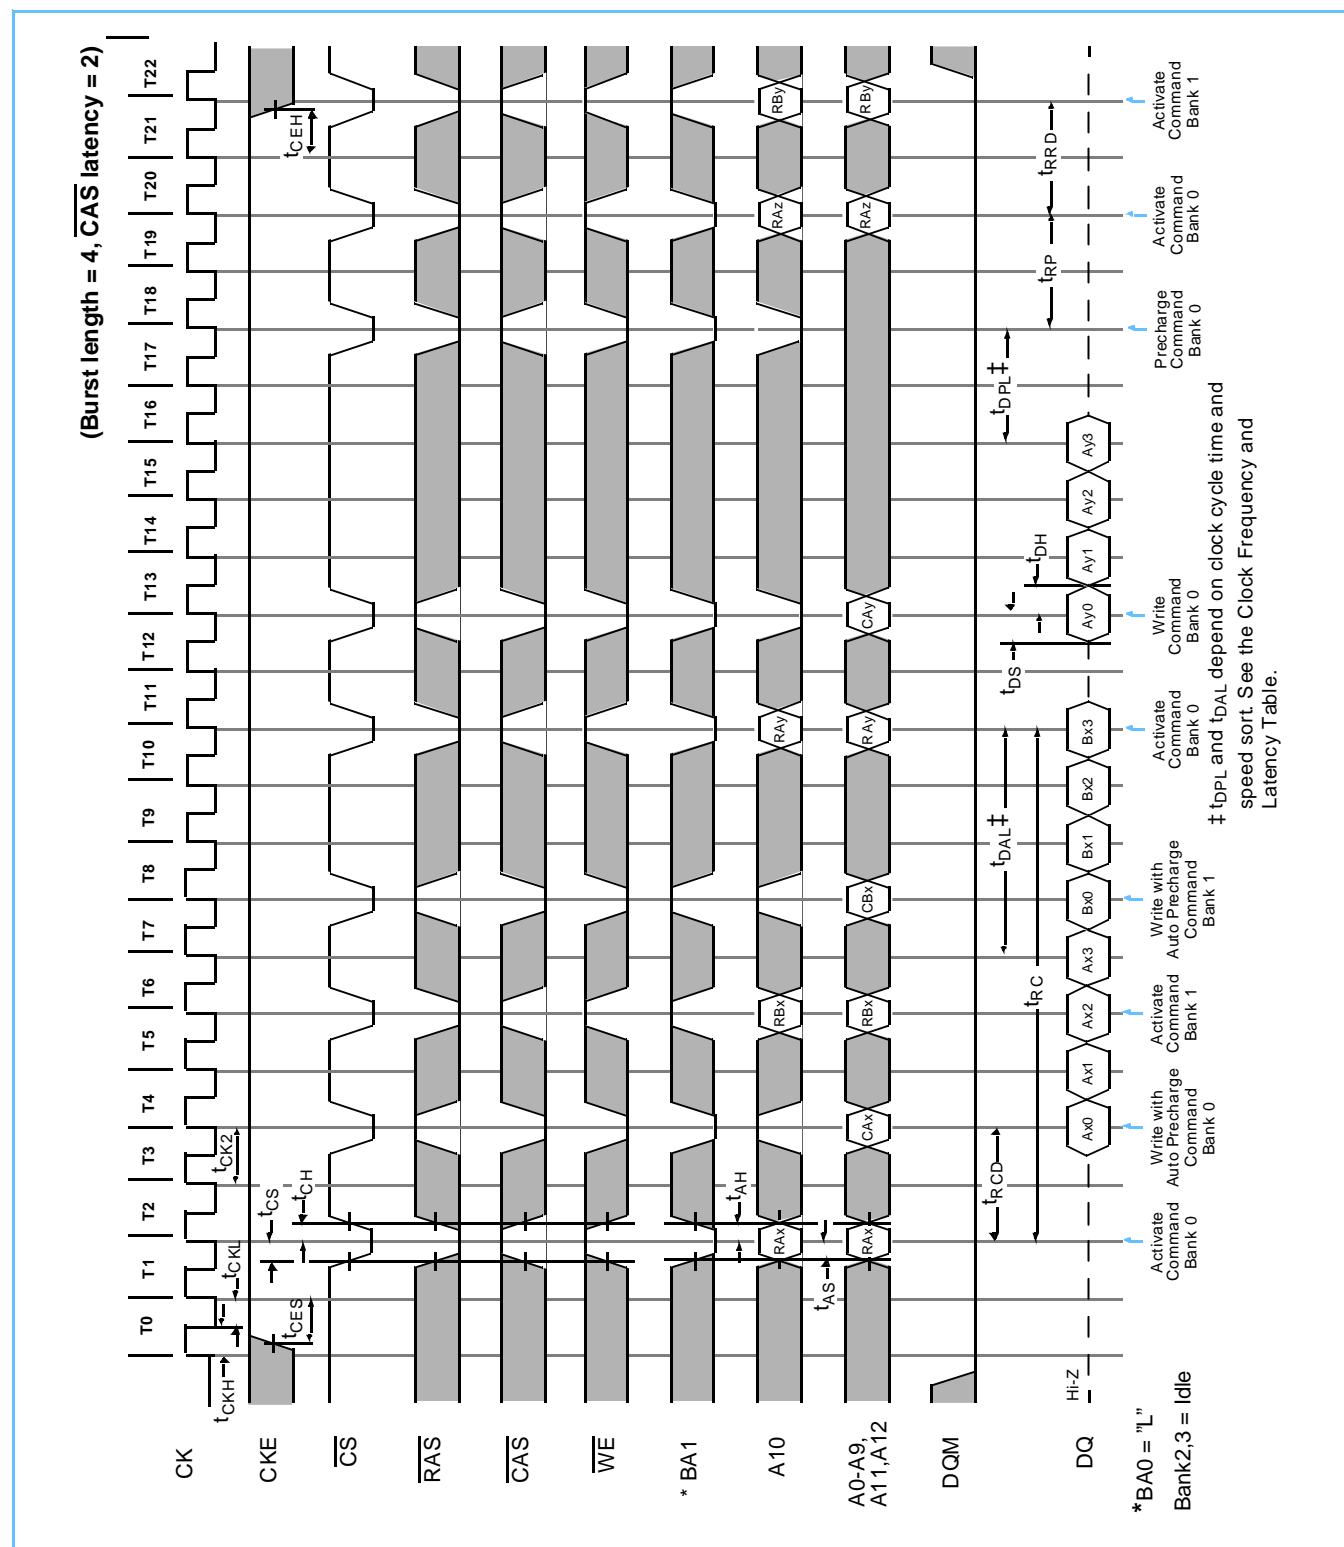 (Burst length = 4, CAS latency = 2)
T0 T1 T2 T3 T4 T5 T6 T7 T8 T9 T10 T11 T12 T13 T14 T15 T16 T17 T18 T19 T20 T21 T22
CK
tCKH
tCKL
tCK2
CKE
tCES
tCS
tCH
tCEH
CS
RAS
CAS
WE
* BA1
tAH
A10
RAx
RBx
RAy
RAz
RBy
tAS
A0-A9,
A11,A12
RAx
CAx
RBx
CBx
RAy
CAy
RAz
RBy
DQM
tRCD
tDAL‡
tRC
tDS
tDH
tDPL‡
tRP
tRRD
DQ
Hi-Z
Ax0
Ax1
Ax2
Ax3
Bx0
Bx1
Bx2
Bx3
Ay0
Ay1
Ay2
Ay3
Activate
Command
Bank 0
Write with
Auto Precharge
Command
Bank 0
Activate
Command
Bank 1
Write with
Auto Precharge
Command
Bank 1
Activate
Command
Bank 0
Write
Command
Bank 0
Precharge
Command
Bank 0
Activate
Command
Bank 0
Activate
Command
Bank 1
*BA0 = ”L”
Bank2,3 = Idle
‡ tDPL and tDAL depend on clock cycle time and
speed sort. See the Clock Frequency and
Latency Table.